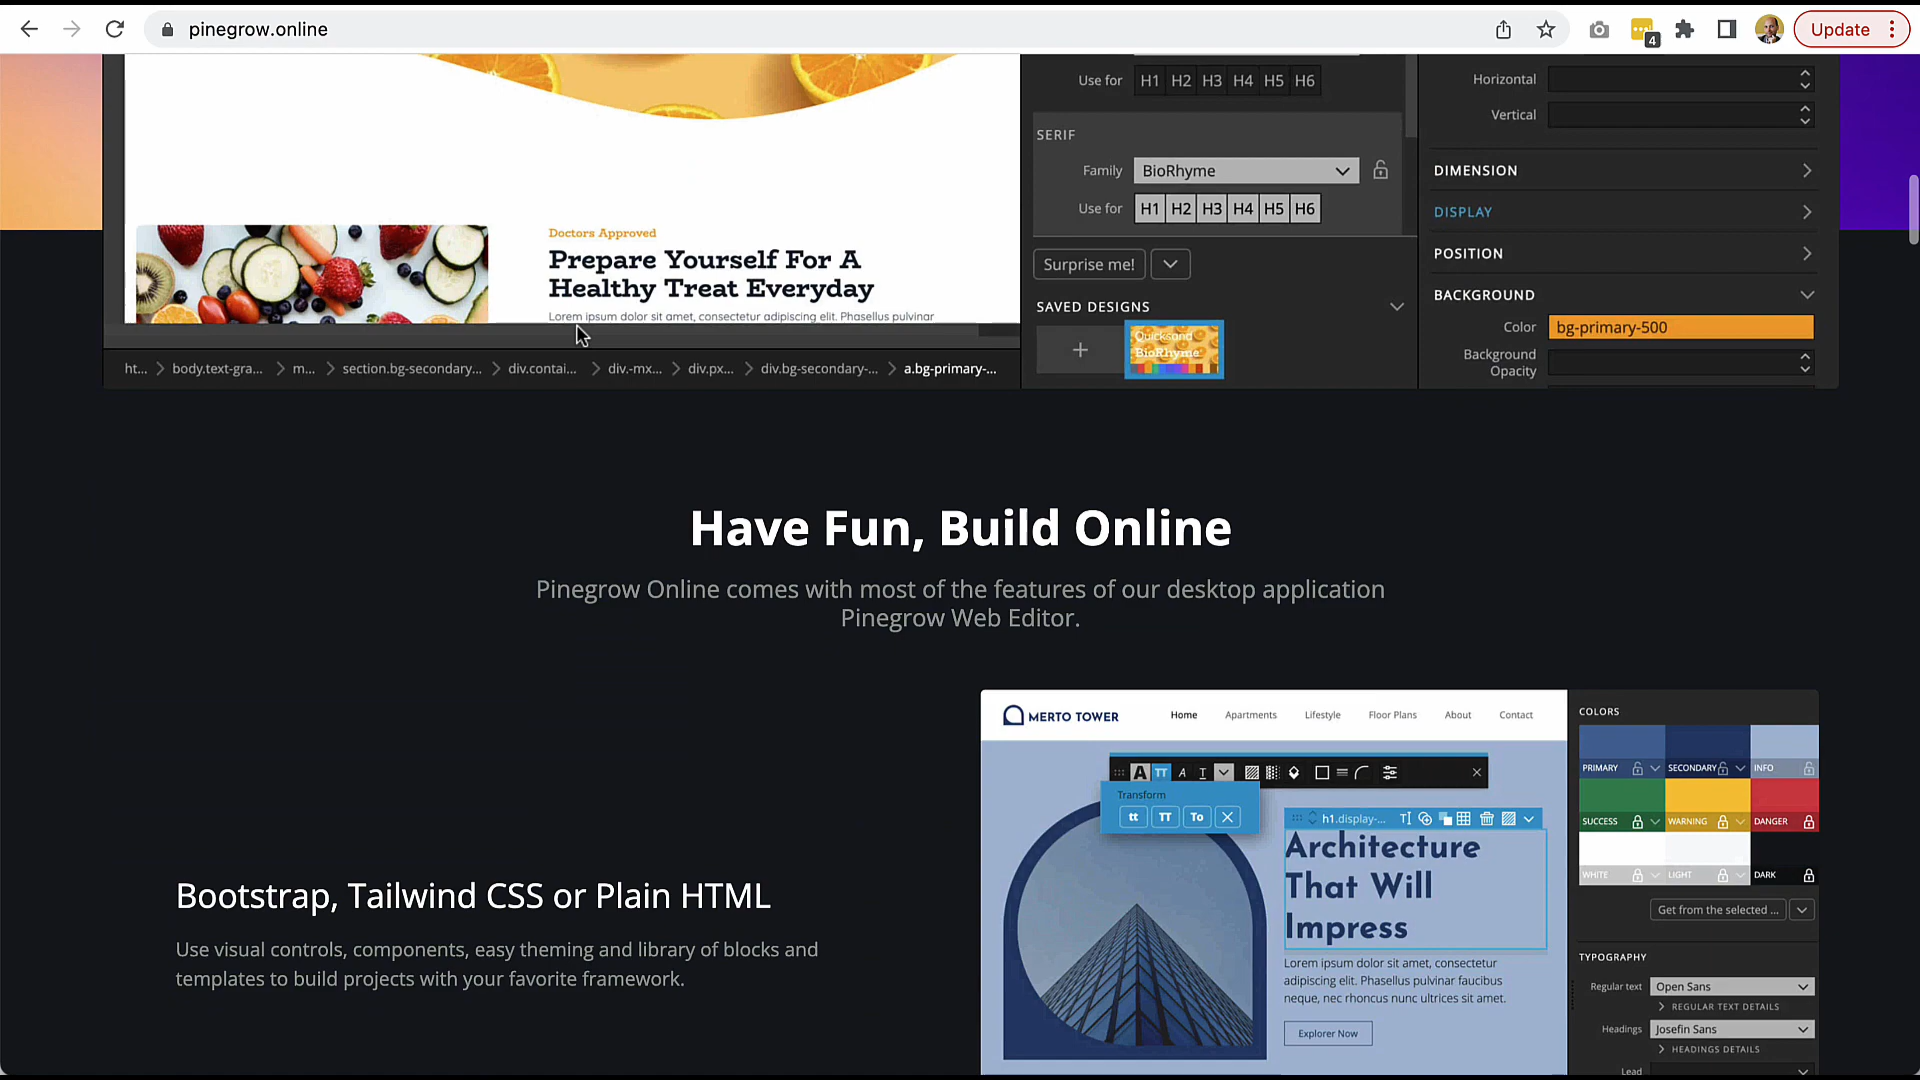 pinegrow.online
4
Update
Use for H1 H2 H3 H4 H5 H6
SERIF
Family BioRhyme
Use for H1 H2 H3 H4 H5 H6
Surprise me!
SAVED DESIGNS
Quicksand
BioRhyme
Horizontal
Vertical
DIMENSION
DISPLAY
POSITION
BACKGROUND
Color bg-primary-500
Background
Opacity
Doctors Approved
Prepare Yourself For A
Healthy Treat Everyday
Lorem ipsum dolor sit amet, consectetur adipiscing elit. Phasellus pulvinar
ht... body.text-gra... m... section.bg-secondary... div.contai... div.-mx... div.px... div.bg-secondary-... a.bg-primary-...
Have Fun, Build Online
Pinegrow Online comes with most of the features of our desktop application
Pinegrow Web Editor.
Bootstrap, Tailwind CSS or Plain HTML
Use visual controls, components, easy theming and library of blocks and
templates to build projects with your favorite framework.
MERTO TOWER Home Apartments Lifestyle Floor Plans About Contact
A TT A T
Transform
tt TT To
h1.display-...
Architecture
That Will
Impress
Lorem ipsum dolor sit amet, consectetur
adipiscing elit. Phasellus pulvinar faucibus
neque, nec rhoncus nunc ultrices sit amet.
Explorer Now
COLORS
PRIMARY SECONDARY INFO
SUCCESS WARNING DANGER
WHITE LIGHT DARK
Get from the selected ...
TYPOGRAPHY
Regular text Open Sans
REGULAR TEXT DETAILS
Headings Josefin Sans
HEADINGS DETAILS
Lead